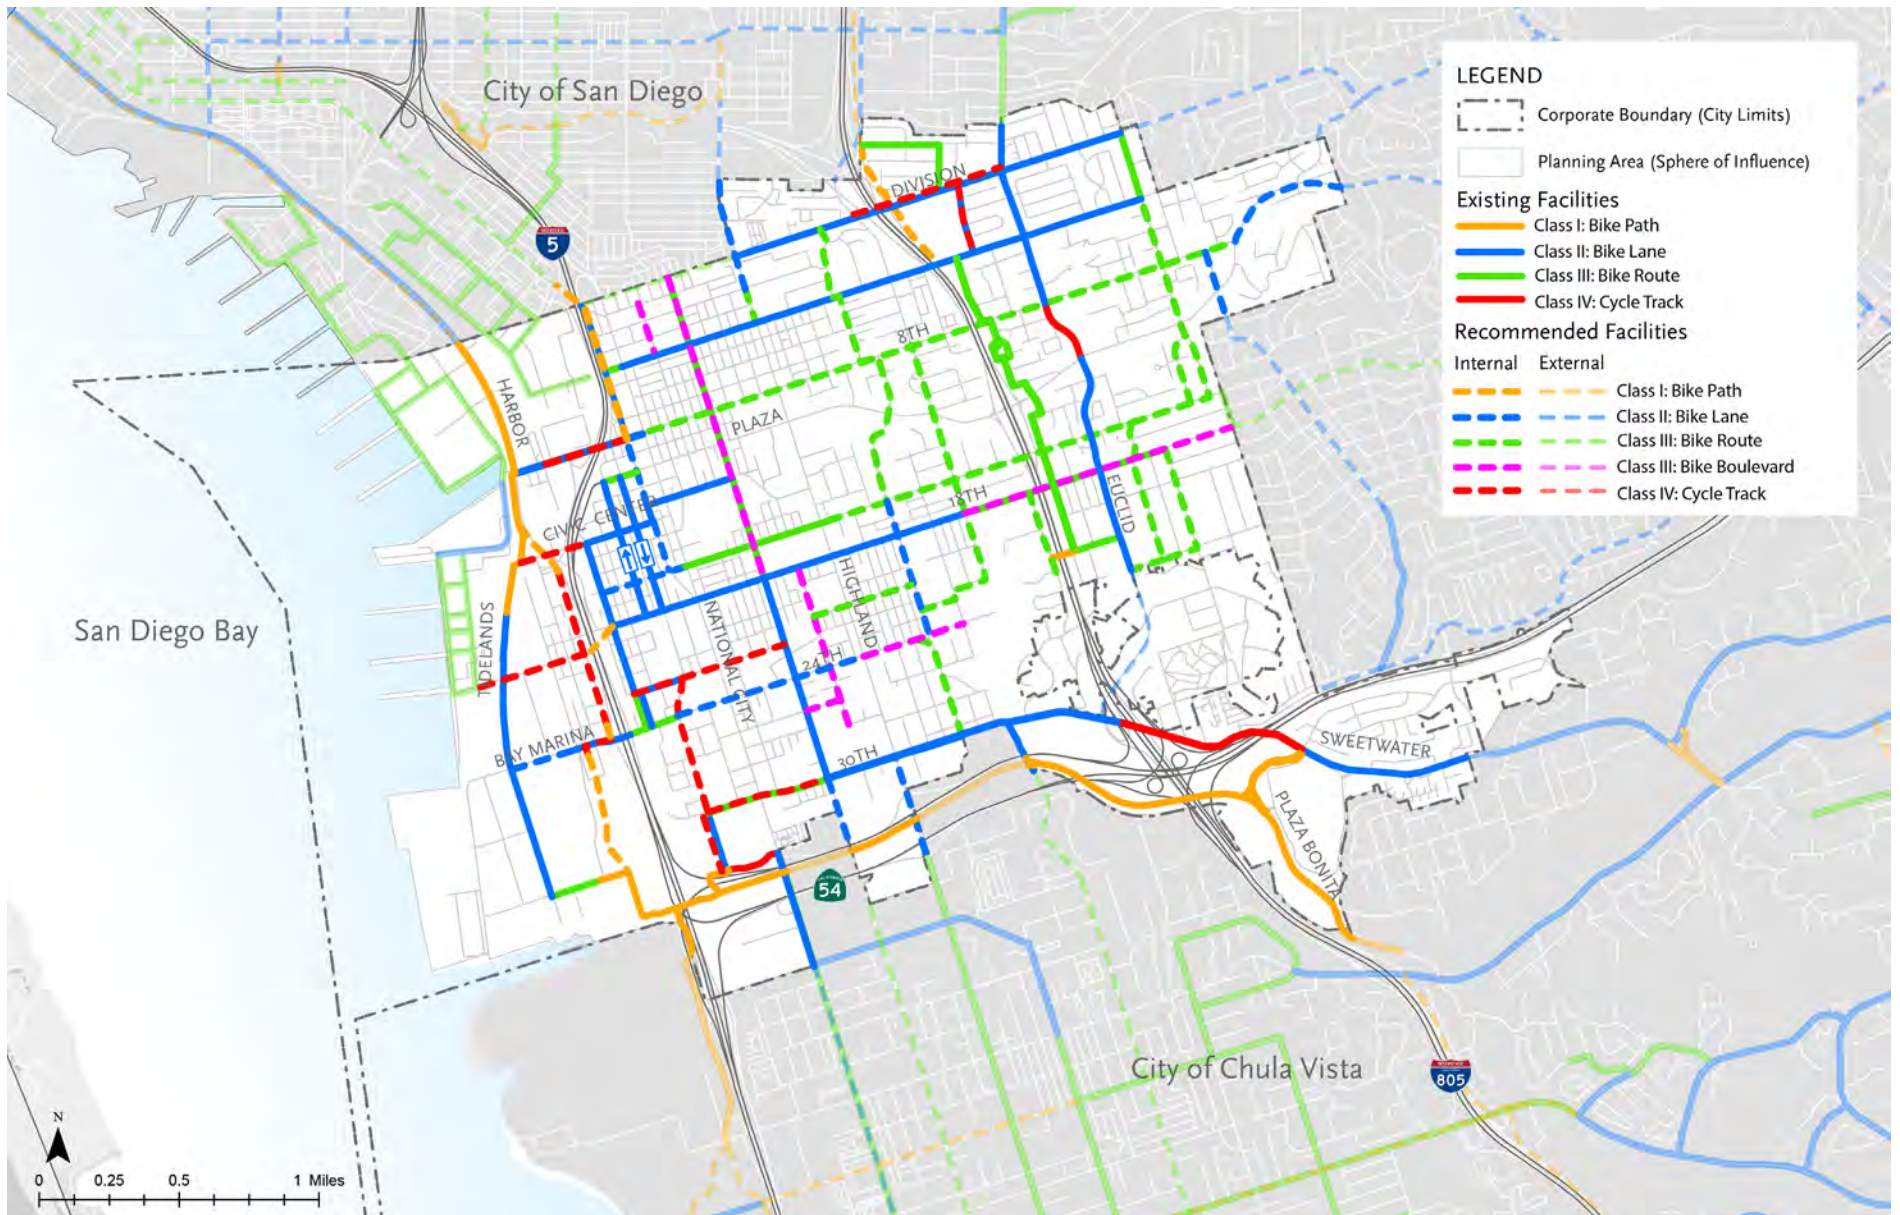 City of San Diego
LEGEND
Corporate Boundary (City Limits)
Planning Area (Sphere of Influence)
Existing Facilities
Class I: Bike Path
Class II: Bike Lane
Class III: Bike Route
Class IV: Cycle Track
Recommended Facilities
Internal External
Class I: Bike Path
Class II: Bike Lane
Class III: Bike Route
Class III: Bike Boulevard
Class IV: Cycle Track
DIVISION
5
8TH
HARBOR
PLAZA
18TH
EUCLID
CIVIC CENTER
HIGHLAND
San Diego Bay
TIDELANDS
NATIONAL CITY
24TH
BAY MARINA
30TH
SWEETWATER
PLAZA BONITA
54
City of Chula Vista
805
N
0 0.25 0.5 1 Miles